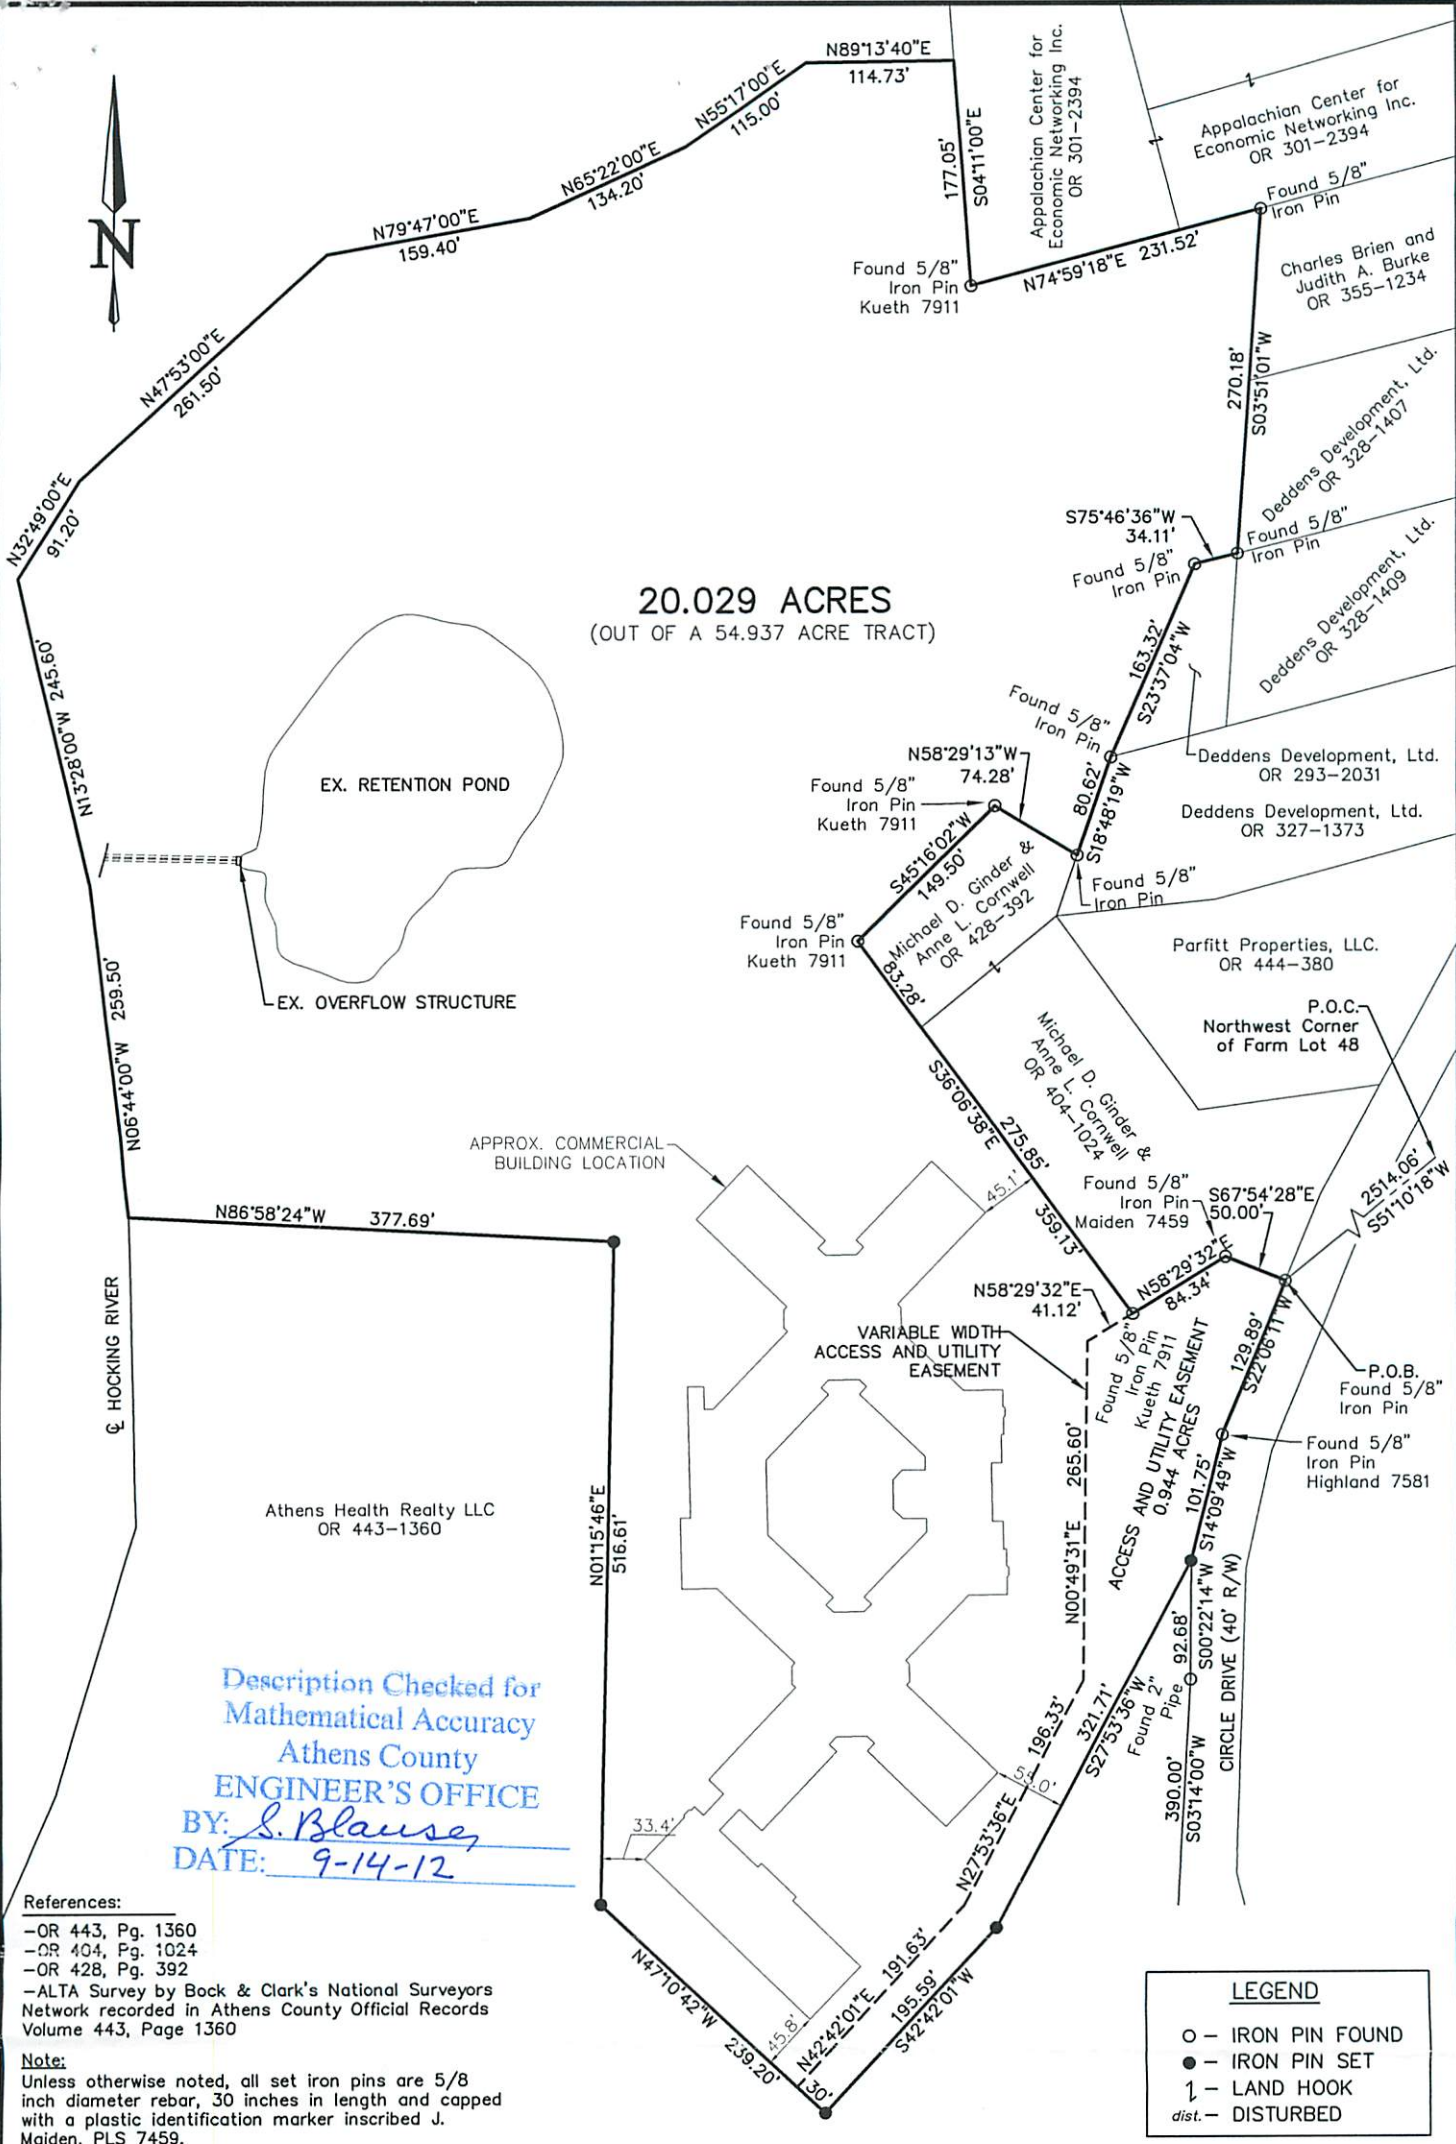 N89°13'40"E
114.73'
N55°17'00"E
115.00'
N65°22'00"E
134.20'
N79°47'00"E
159.40'
N47°53'00"E
261.50'
N32°49'00"E
91.20'
N
177.05'
S04°11'00"E
Appalachian Center for
Economic Networking Inc.
OR 301-2394
Appalachian Center for
Economic Networking Inc.
OR 301-2394
Found 5/8"
Iron Pin
Charles Brien and
Judith A. Burke
OR 355-1234
Found 5/8"
Iron Pin
Kueth 7911
N74°59'18"E 231.52'
270.18'
S03°51'01"W
Deddens Development, Ltd.
OR 328-1407
S75°46'36"W
34.11'
Found 5/8"
Iron Pin
Found 5/8"
Iron Pin
Deddens Development, Ltd.
OR 328-1409
20.029 ACRES
(OUT OF A 54.937 ACRE TRACT)
163.32'
S23°37'04"W
N13°28'00"W 245.60'
Found 5/8"
Iron Pin
EX. RETENTION POND
N58°29'13"W
74.28'
Deddens Development, Ltd.
OR 293-2031
Found 5/8"
Iron Pin
Kueth 7911
80.62'
S18°48'19"W
Deddens Development, Ltd.
OR 327-1373
S45°16'02"W
149.50'
Michael D. Ginder &
Anne L. Cornwell
OR 428-392
Found 5/8"
Iron Pin
Found 5/8"
Iron Pin
Kueth 7911
83.28'
Parfitt Properties, LLC.
OR 444-380
EX. OVERFLOW STRUCTURE
N06°44'00"W 259.50'
P.O.C.
Northwest Corner
of Farm Lot 48
Michael D. Ginder &
Anne L. Cornwell
OR 404-1024
S36°06'38"E
275.85'
359.13'
APPROX. COMMERCIAL
BUILDING LOCATION
45.1'
2514.06'
S51°10'18"W
Found 5/8"
Iron Pin
Maiden 7459
S67°54'28"E
50.00'
N86°58'24"W 377.69'
N58°29'32"E
84.34'
N58°29'32"E
41.12'
VARIABLE WIDTH
ACCESS AND UTILITY
EASEMENT
Found 5/8"
Iron Pin
Kueth 7911
129.89'
S22°06'11"W
P.O.B.
Found 5/8"
Iron Pin
℄ HOCKING RIVER
265.60'
N00°49'31"E
ACCESS AND UTILITY EASEMENT
0.944 ACRES
Found 5/8"
Iron Pin
Highland 7581
101.75'
S14°09'49"W
Athens Health Realty LLC
OR 443-1360
N01°15'46"E
516.61'
92.68'
S00°22'14"W
CIRCLE DRIVE (40' R/W)
Found 2"
Pipe
321.71'
S27°53'36"W
N27°53'36"E 196.33'
55.0'
390.00'
S03°14'00"W
Description Checked for
Mathematical Accuracy
Athens County
ENGINEER'S OFFICE
BY: S. Blauser
DATE: 9-14-12
33.4'
N47°10'42"W
239.20'
45.8'
N42°42'01"E 191.63'
195.59'
S42°42'01"W
30'
References:
-OR 443, Pg. 1360
-OR 404, Pg. 1024
-OR 428, Pg. 392
-ALTA Survey by Bock & Clark's National Surveyors
Network recorded in Athens County Official Records
Volume 443, Page 1360
Note:
Unless otherwise noted, all set iron pins are 5/8
inch diameter rebar, 30 inches in length and capped
with a plastic identification marker inscribed J.
Maiden, PLS 7459.
LEGEND
○ – IRON PIN FOUND
● – IRON PIN SET
– LAND HOOK
dist. – DISTURBED